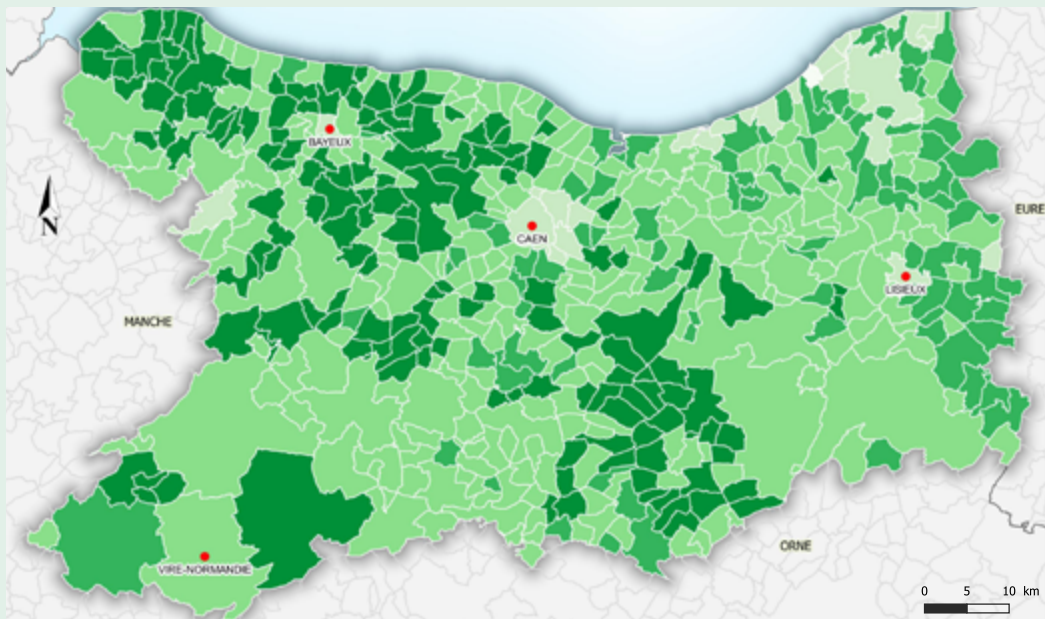 BAYEUX
N
CAEN
EURE
LISIEUX
MANCHE
ORNE
VIRE-NORMANDIE
0 5 10 km